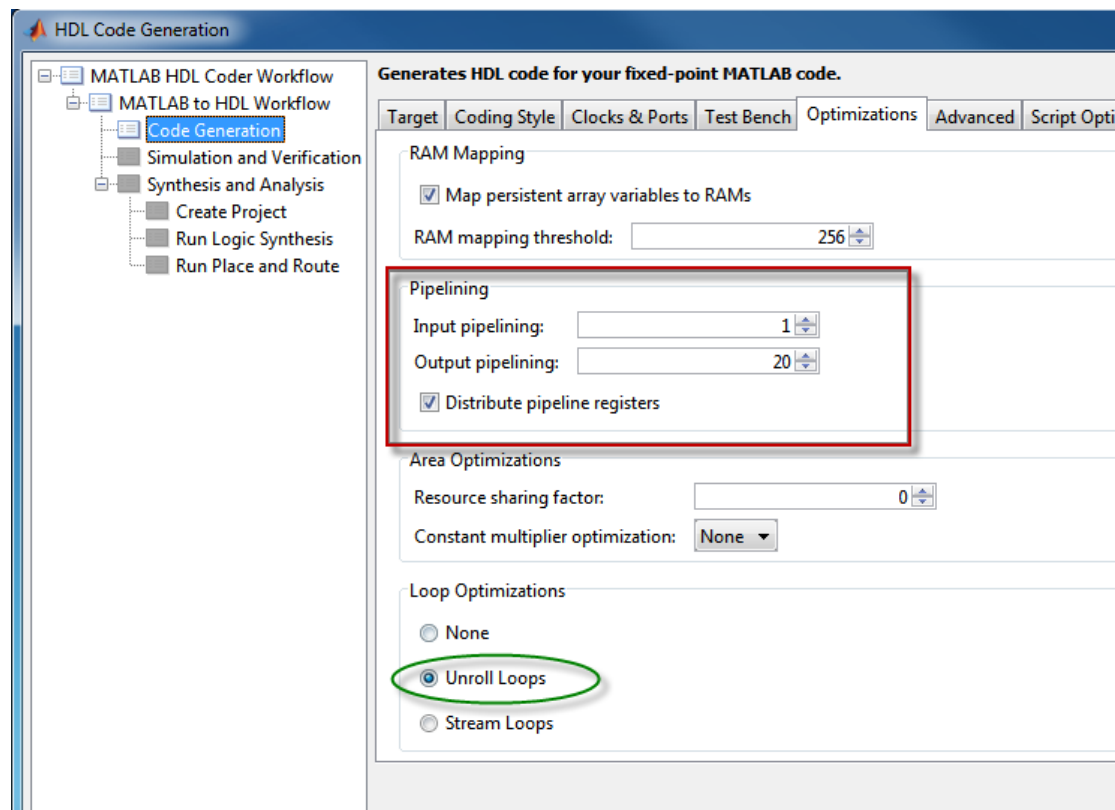 HDL Code Generation
MATLAB HDL Coder Workflow
MATLAB to HDL Workflow
Code Generation
Simulation and Verification
Synthesis and Analysis
Create Project
Run Logic Synthesis
Run Place and Route
Generates HDL code for your fixed-point MATLAB code.
Target Coding Style Clocks & Ports Test Bench Optimizations Advanced Script Opti
RAM Mapping
Map persistent array variables to RAMs
RAM mapping threshold: 256
Pipelining
Input pipelining: 1
Output pipelining: 20
Distribute pipeline registers
Area Optimizations
Resource sharing factor: 0
Constant multiplier optimization: None
Loop Optimizations
None
Unroll Loops
Stream Loops